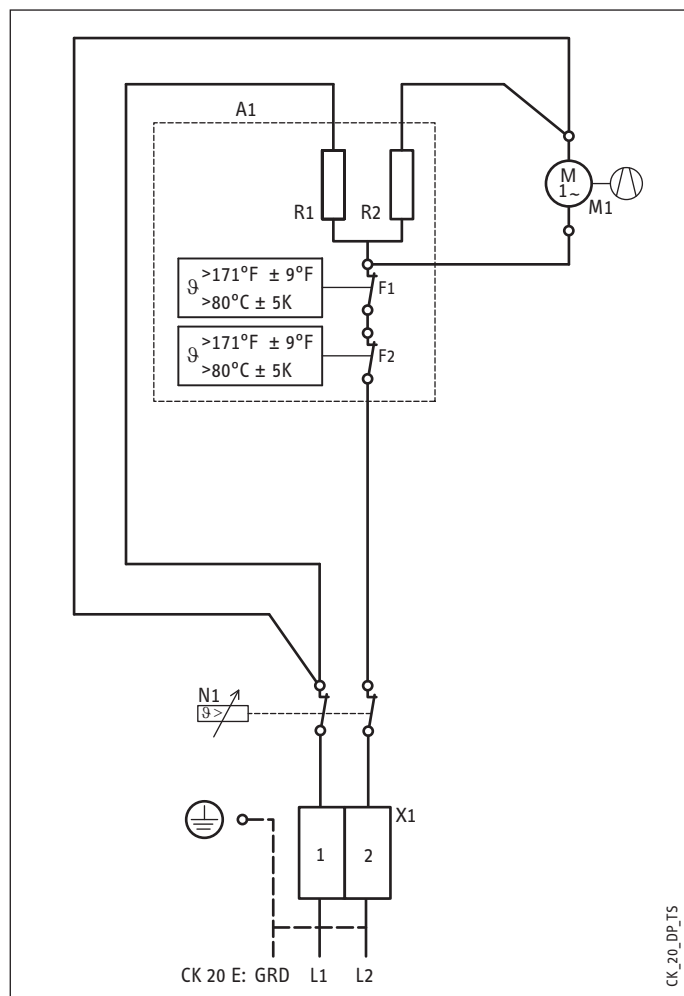 A1
M
1~
M1
R1
R2
ϑ >171°F ± 9°F
>80°C ± 5K
F1
ϑ >171°F ± 9°F
>80°C ± 5K
F2
N1
ϑ>
X1
1
2
CK 20 E: GRD L1 L2
CK_20_DP_TS